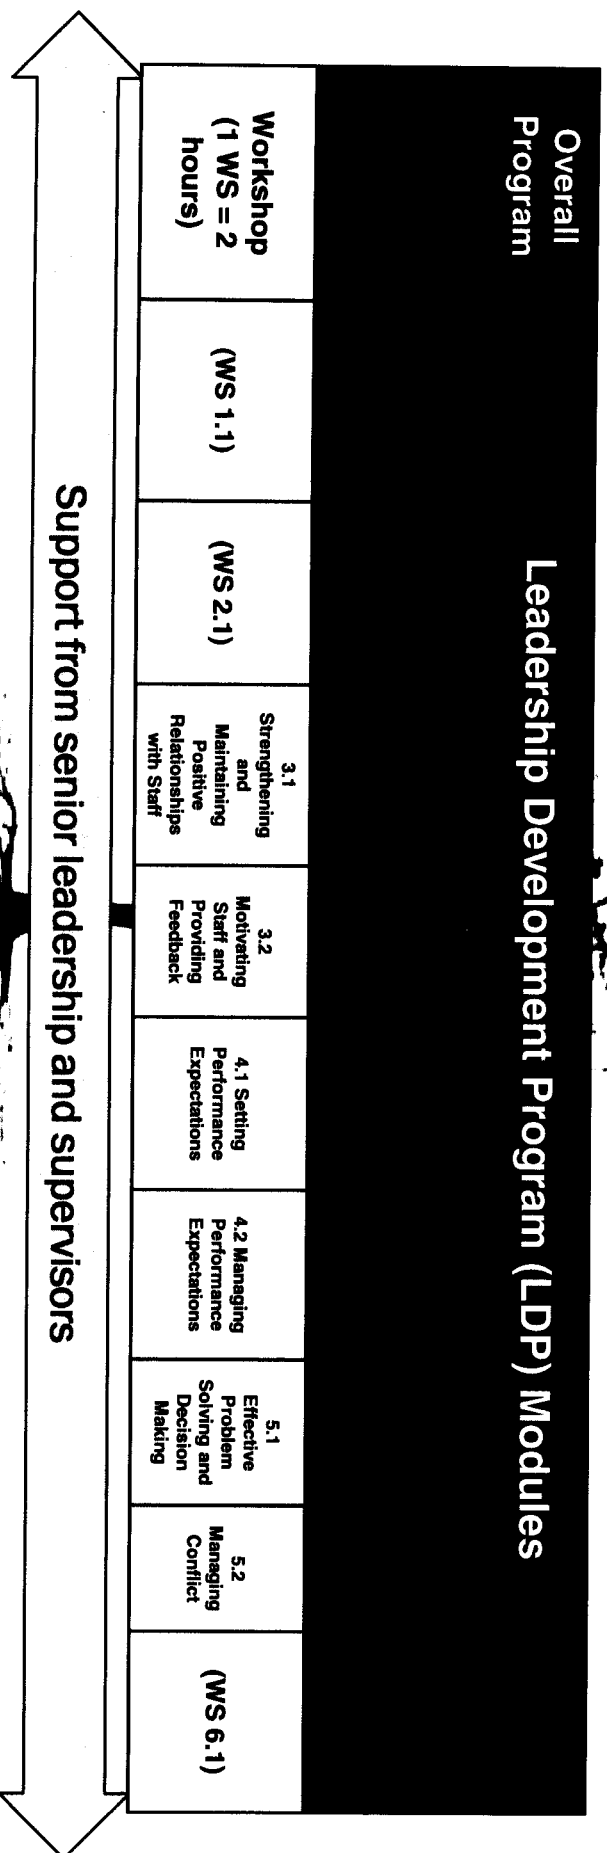 Overall
Program
Leadership Development Program (LDP) Modules
Workshop
(1 WS = 2
hours)
(WS 1.1)
(WS 2.1)
3.1
Strengthening
and
Maintaining
Positive
Relationships
with Staff
3.2
Motivating
Staff and
Providing
Feedback
4.1 Setting
Performance
Expectations
4.2 Managing
Performance
Expectations
5.1
Effective
Problem
Solving and
Decision
Making
5.2
Managing
Conflict
(WS 6.1)
Support from senior leadership and supervisors